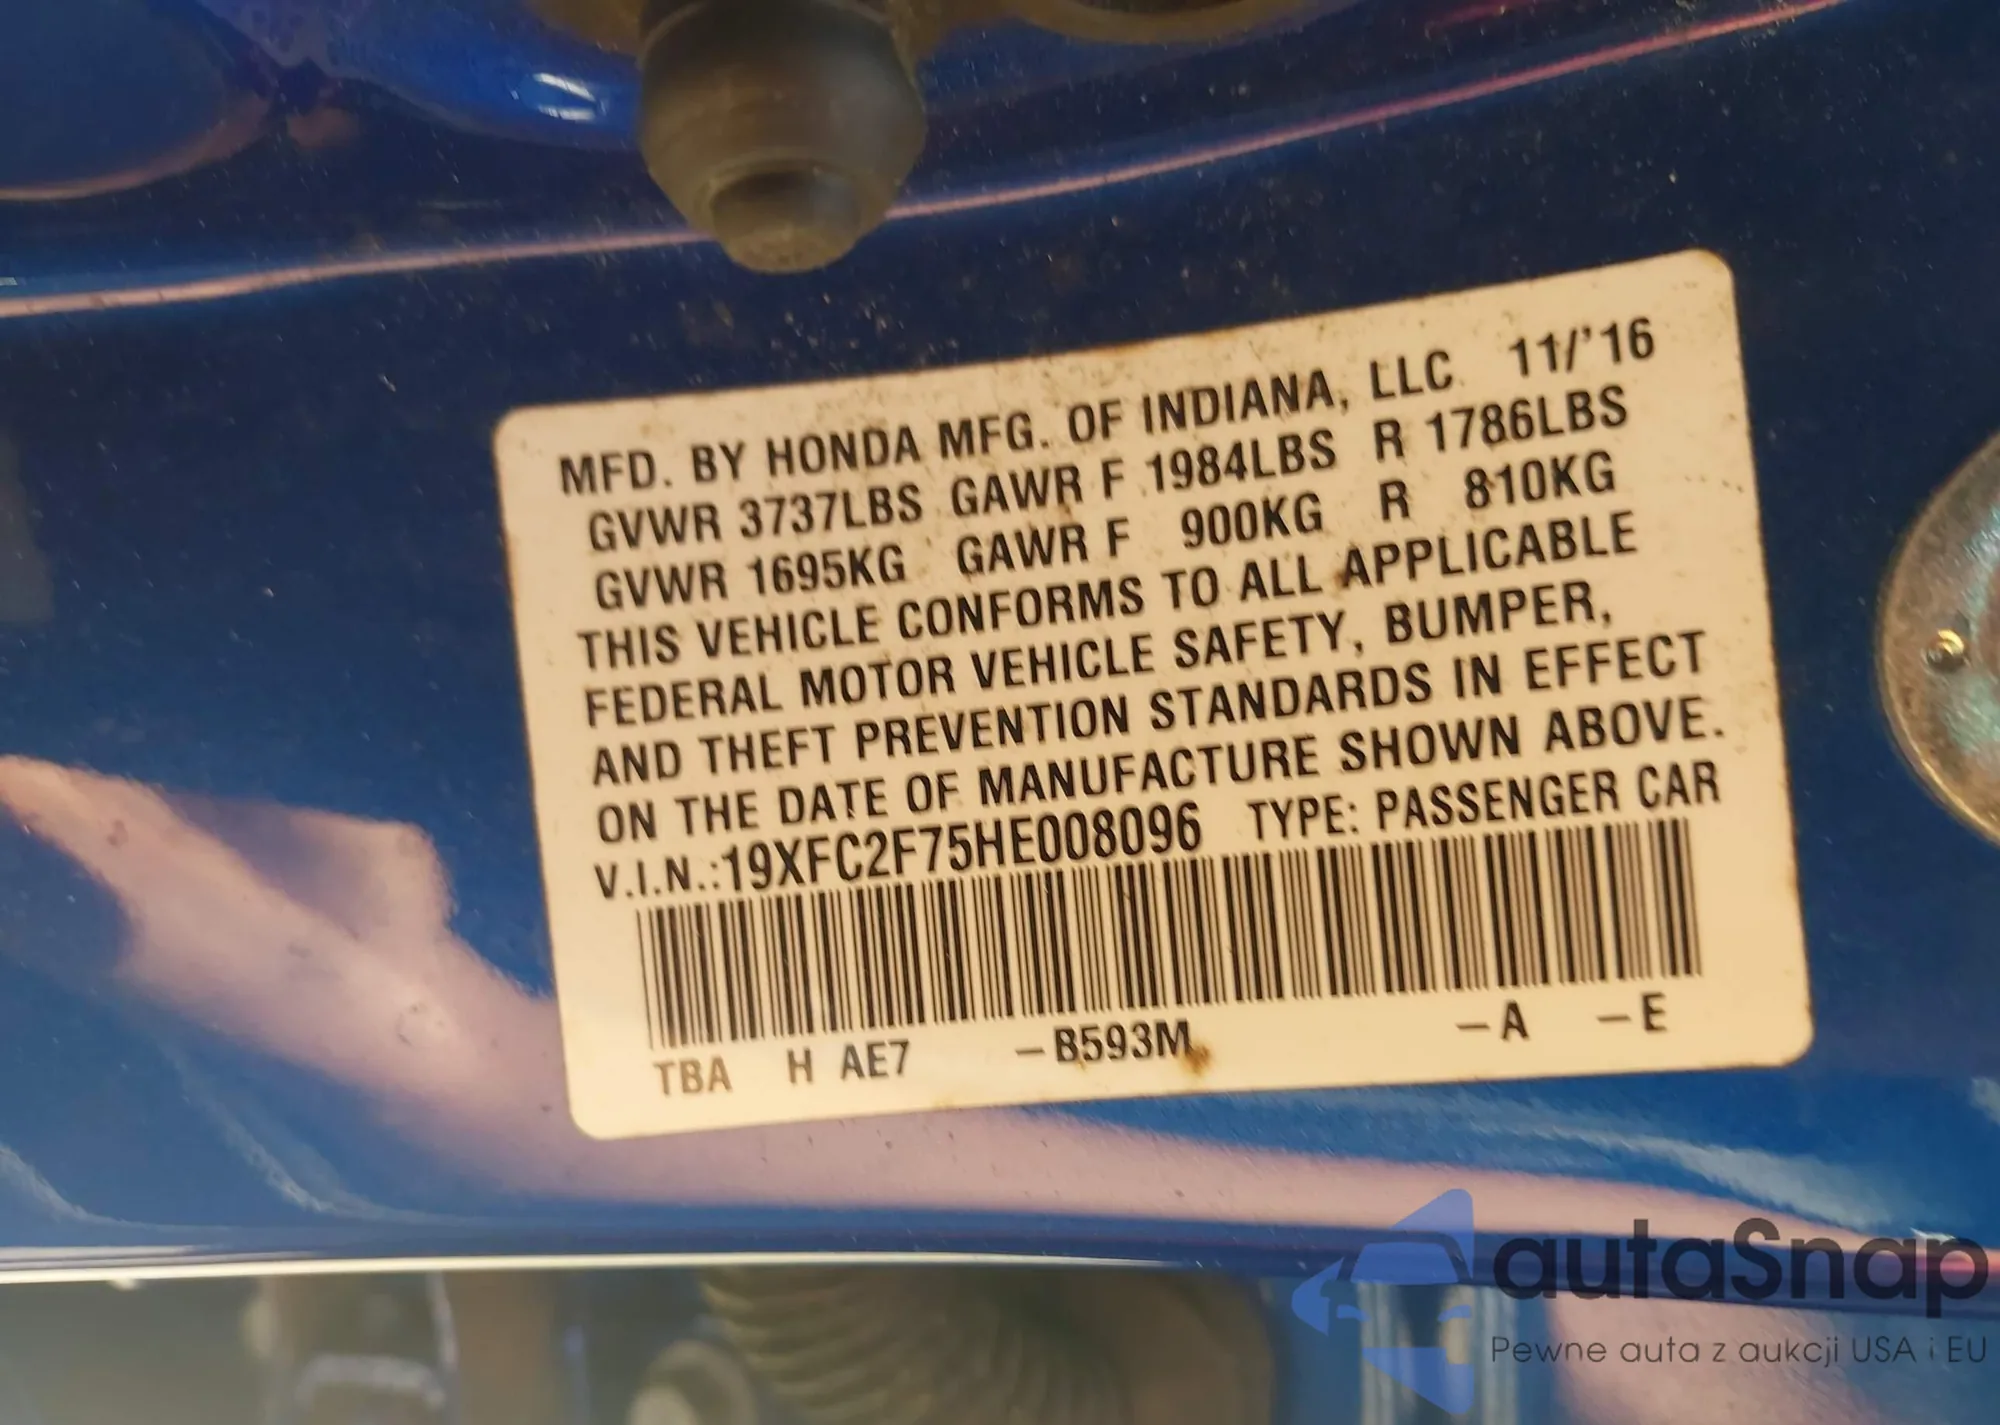 MFD. BY HONDA MFG. OF INDIANA, LLC 11/'16
GVWR 3737LBS GAWR F 1984LBS R 1786LBS
GVWR 1695KG GAWR F 900KG R 810KG
THIS VEHICLE CONFORMS TO ALL APPLICABLE
FEDERAL MOTOR VEHICLE SAFETY, BUMPER,
AND THEFT PREVENTION STANDARDS IN EFFECT
ON THE DATE OF MANUFACTURE SHOWN ABOVE.
V.I.N.:19XFC2F75HE008096 TYPE: PASSENGER CAR
TBA H AE7 –B593M –A –E
autaSnap
Pewne auta z aukcji USA i EU